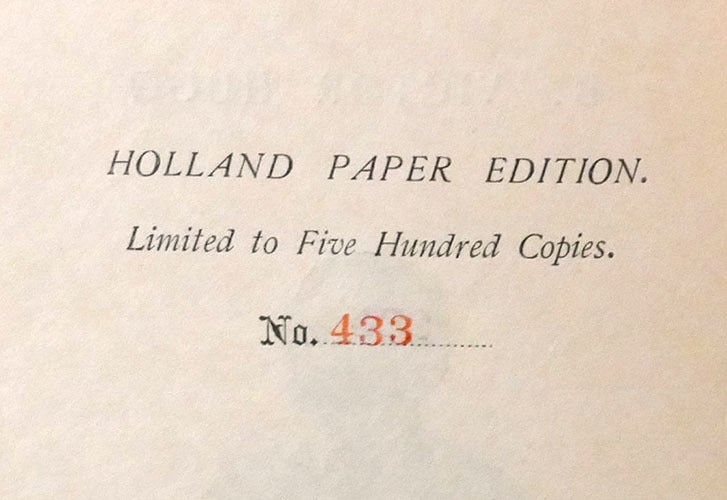 HOLLAND PAPER EDITION.
Limited to Five Hundred Copies.
No. 433